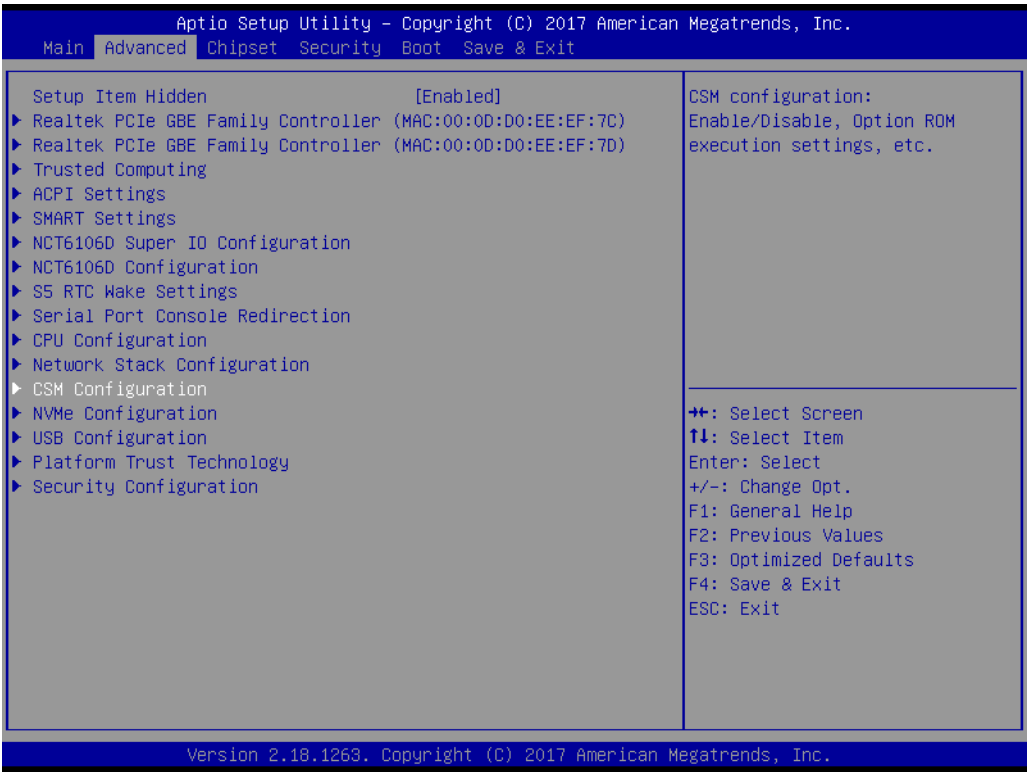 Aptio Setup Utility – Copyright (C) 2017 American Megatrends, Inc.
Main Advanced Chipset Security Boot Save & Exit
Setup Item Hidden [Enabled]
Realtek PCIe GBE Family Controller (MAC:00:0D:D0:EE:EF:7C)
Realtek PCIe GBE Family Controller (MAC:00:0D:D0:EE:EF:7D)
Trusted Computing
ACPI Settings
SMART Settings
NCT6106D Super IO Configuration
NCT6106D Configuration
S5 RTC Wake Settings
Serial Port Console Redirection
CPU Configuration
Network Stack Configuration
CSM Configuration
NVMe Configuration
USB Configuration
Platform Trust Technology
Security Configuration
CSM configuration:
Enable/Disable, Option ROM
execution settings, etc.
→←: Select Screen
↑↓: Select Item
Enter: Select
+/-: Change Opt.
F1: General Help
F2: Previous Values
F3: Optimized Defaults
F4: Save & Exit
ESC: Exit
Version 2.18.1263. Copyright (C) 2017 American Megatrends, Inc.